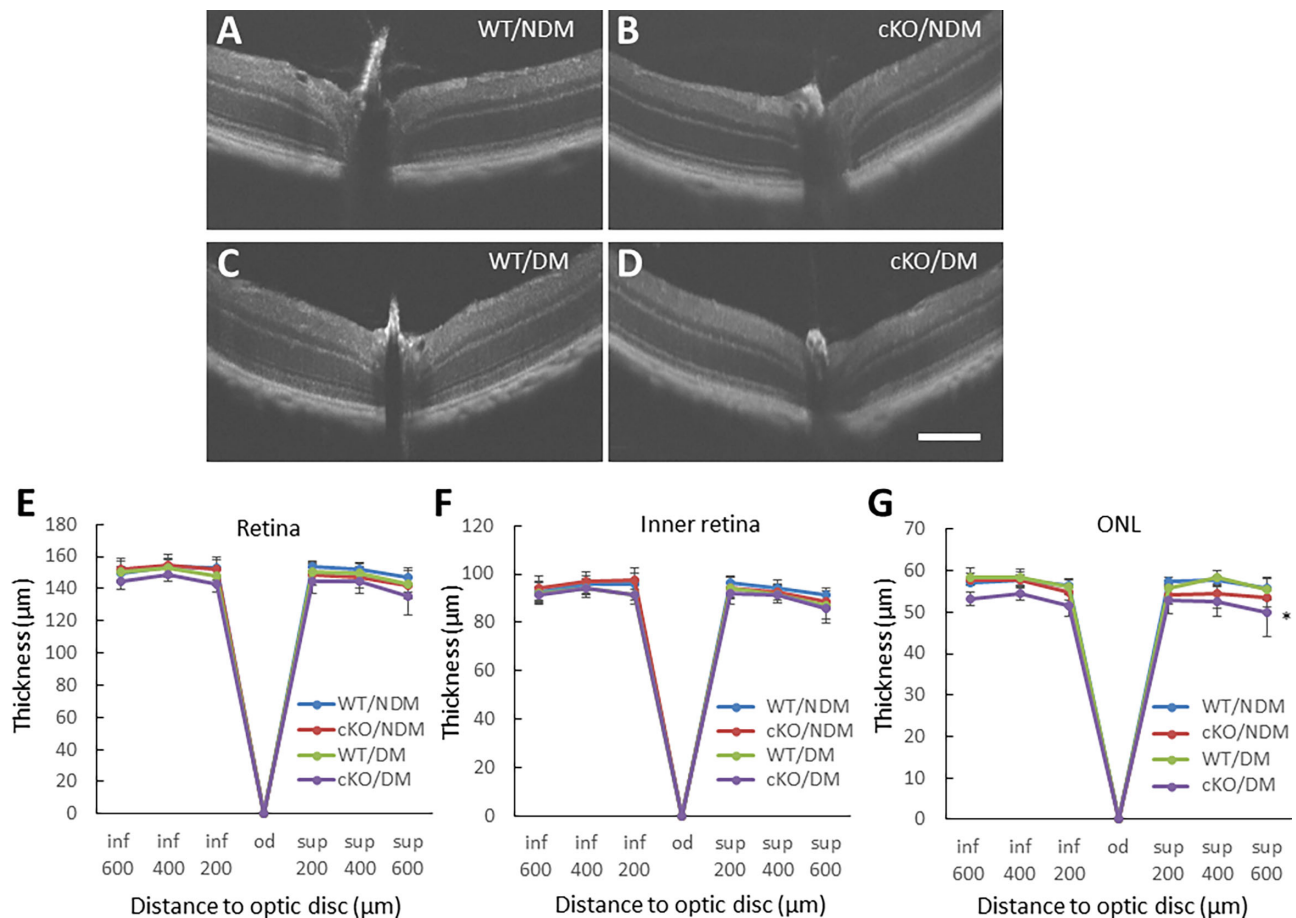 A WT/NDM
B cKO/NDM
C WT/DM
D cKO/DM
E
Retina
Thickness (µm)
180
160
140
120
100
80
60
40
20
0
WT/NDM
cKO/NDM
WT/DM
cKO/DM
inf inf inf od sup sup sup
600 400 200 200 400 600
Distance to optic disc (µm)
F
Inner retina
Thickness (µm)
120
100
80
60
40
20
0
WT/NDM
cKO/NDM
WT/DM
cKO/DM
inf inf inf od sup sup sup
600 400 200 200 400 600
Distance to optic disc (µm)
G
ONL
Thickness (µm)
70
60
50
40
30
20
10
0
*
WT/NDM
cKO/NDM
WT/DM
cKO/DM
inf inf inf od sup sup sup
600 400 200 200 400 600
Distance to optic disc (µm)